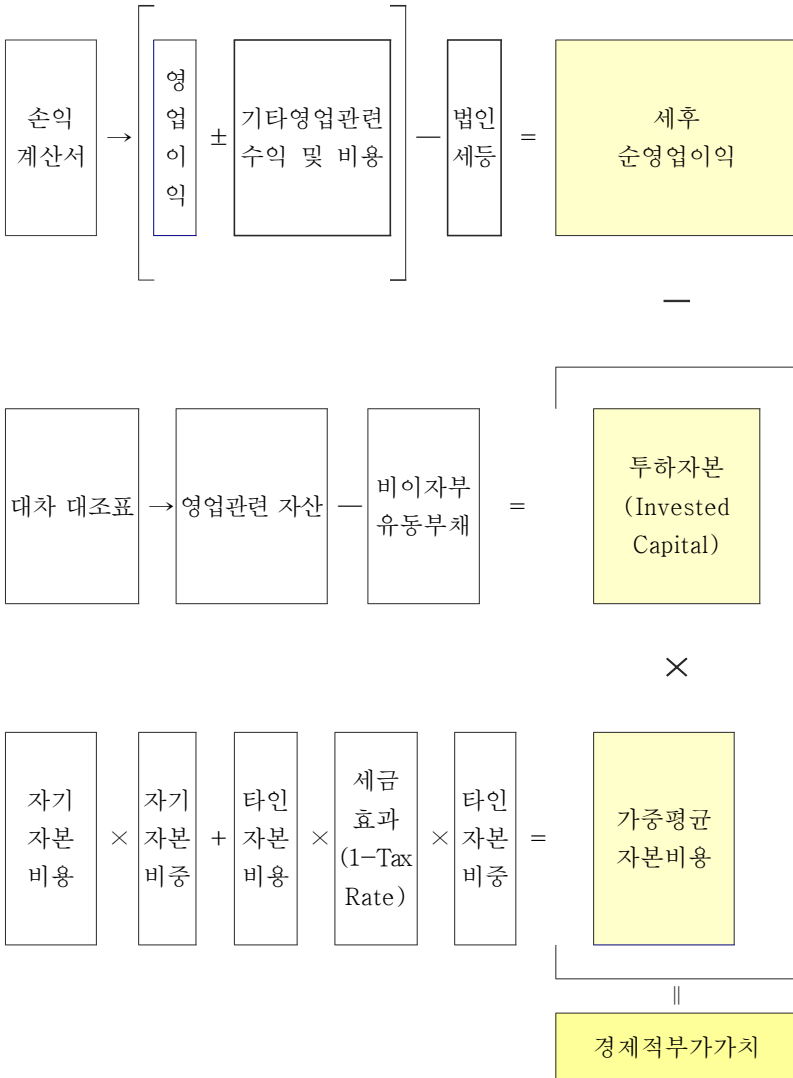 손익
계산서
→
영
업
이
익
±
기타영업관련
수익 및 비용
―
법인
세등
=
세후
순영업이익
―
대차 대조표
→
영업관련 자산
―
비이자부
유동부채
=
투하자본
(Invested
Capital)
×
자기
자본
비용
×
자기
자본
비중
+
타인
자본
비용
×
세금
효과
(1-Tax
Rate)
×
타인
자본
비중
=
가중평균
자본비용
∥
경제적부가가치